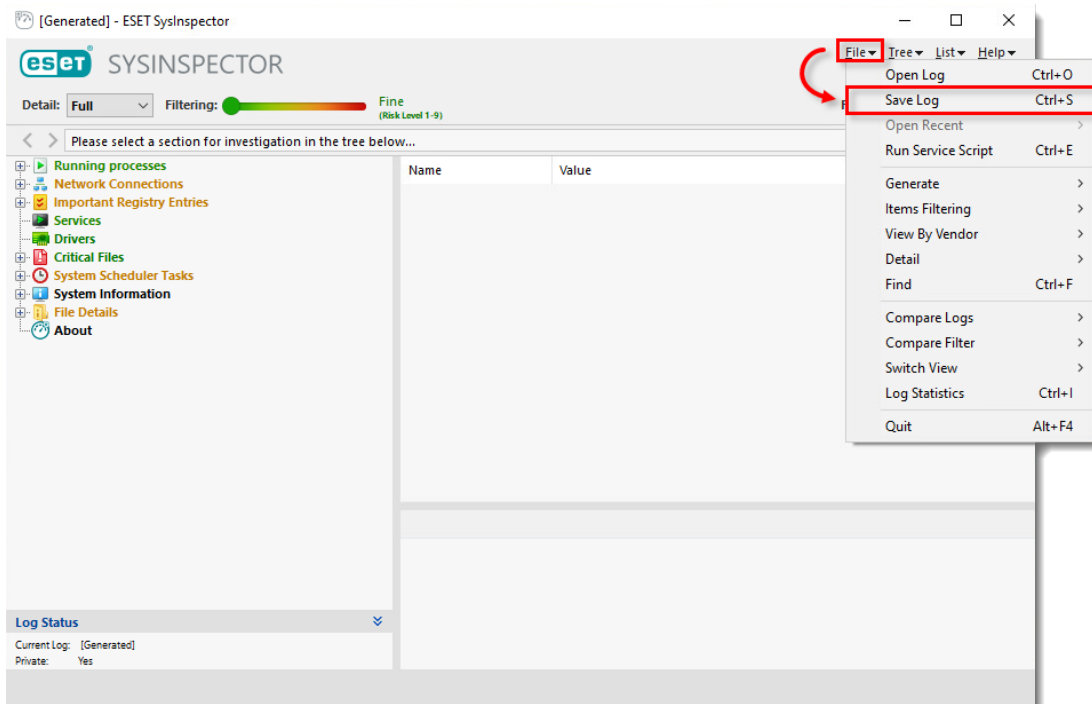 [Generated] - ESET SysInspector
eset® SYSINSPECTOR
File Tree List Help
Detail: Full Filtering: Fine
(Risk Level 1-9)
F
Please select a section for investigation in the tree below...
Running processes
Network Connections
Important Registry Entries
Services
Drivers
Critical Files
System Scheduler Tasks
System Information
File Details
About
Name Value
Open Log Ctrl+O
Save Log Ctrl+S
Open Recent
Run Service Script Ctrl+E
Generate
Items Filtering
View By Vendor
Detail
Find Ctrl+F
Compare Logs
Compare Filter
Switch View
Log Statistics Ctrl+I
Quit Alt+F4
Log Status
Current Log: [Generated]
Private: Yes